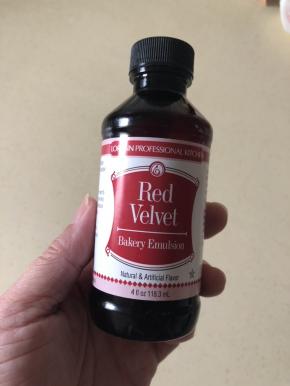 LORANN PROFESSIONAL KITCHEN
Red
Velvet
Bakery Emulsion
Natural & Artificial Flavor
4 fl oz 118.3 mL